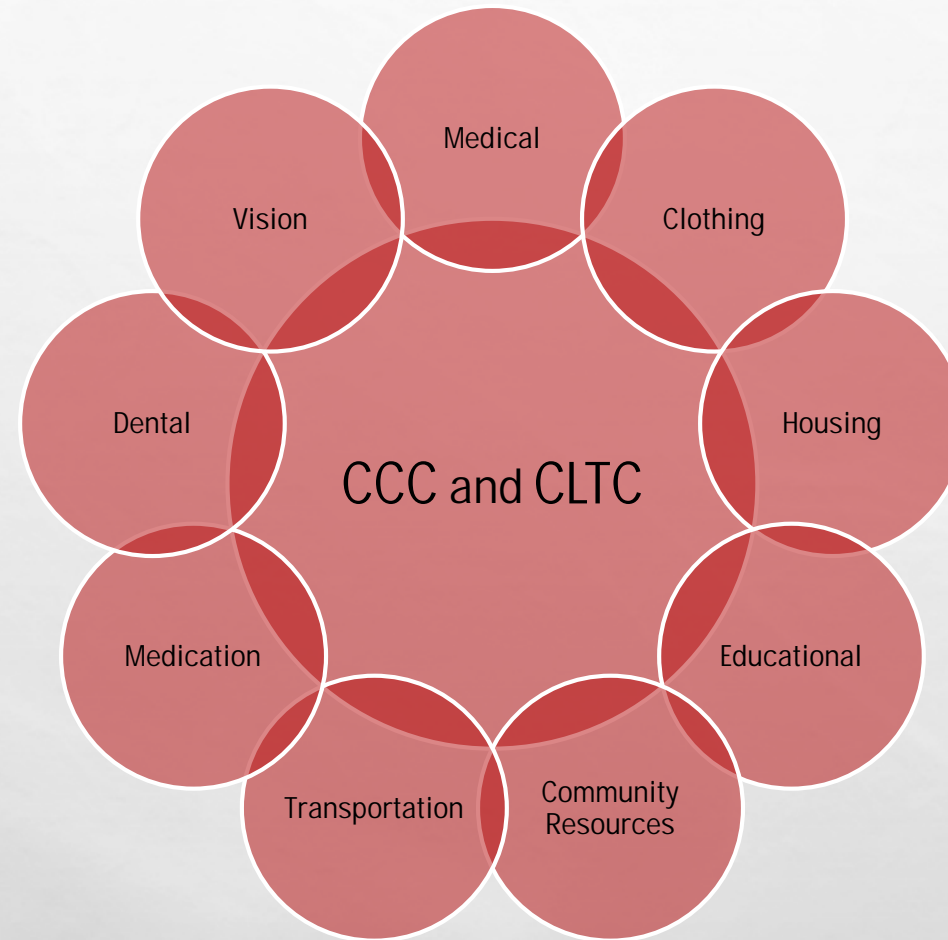 Medical
Vision
Clothing
Dental
Housing
CCC and CLTC
Medication
Educational
Transportation
Community
Resources